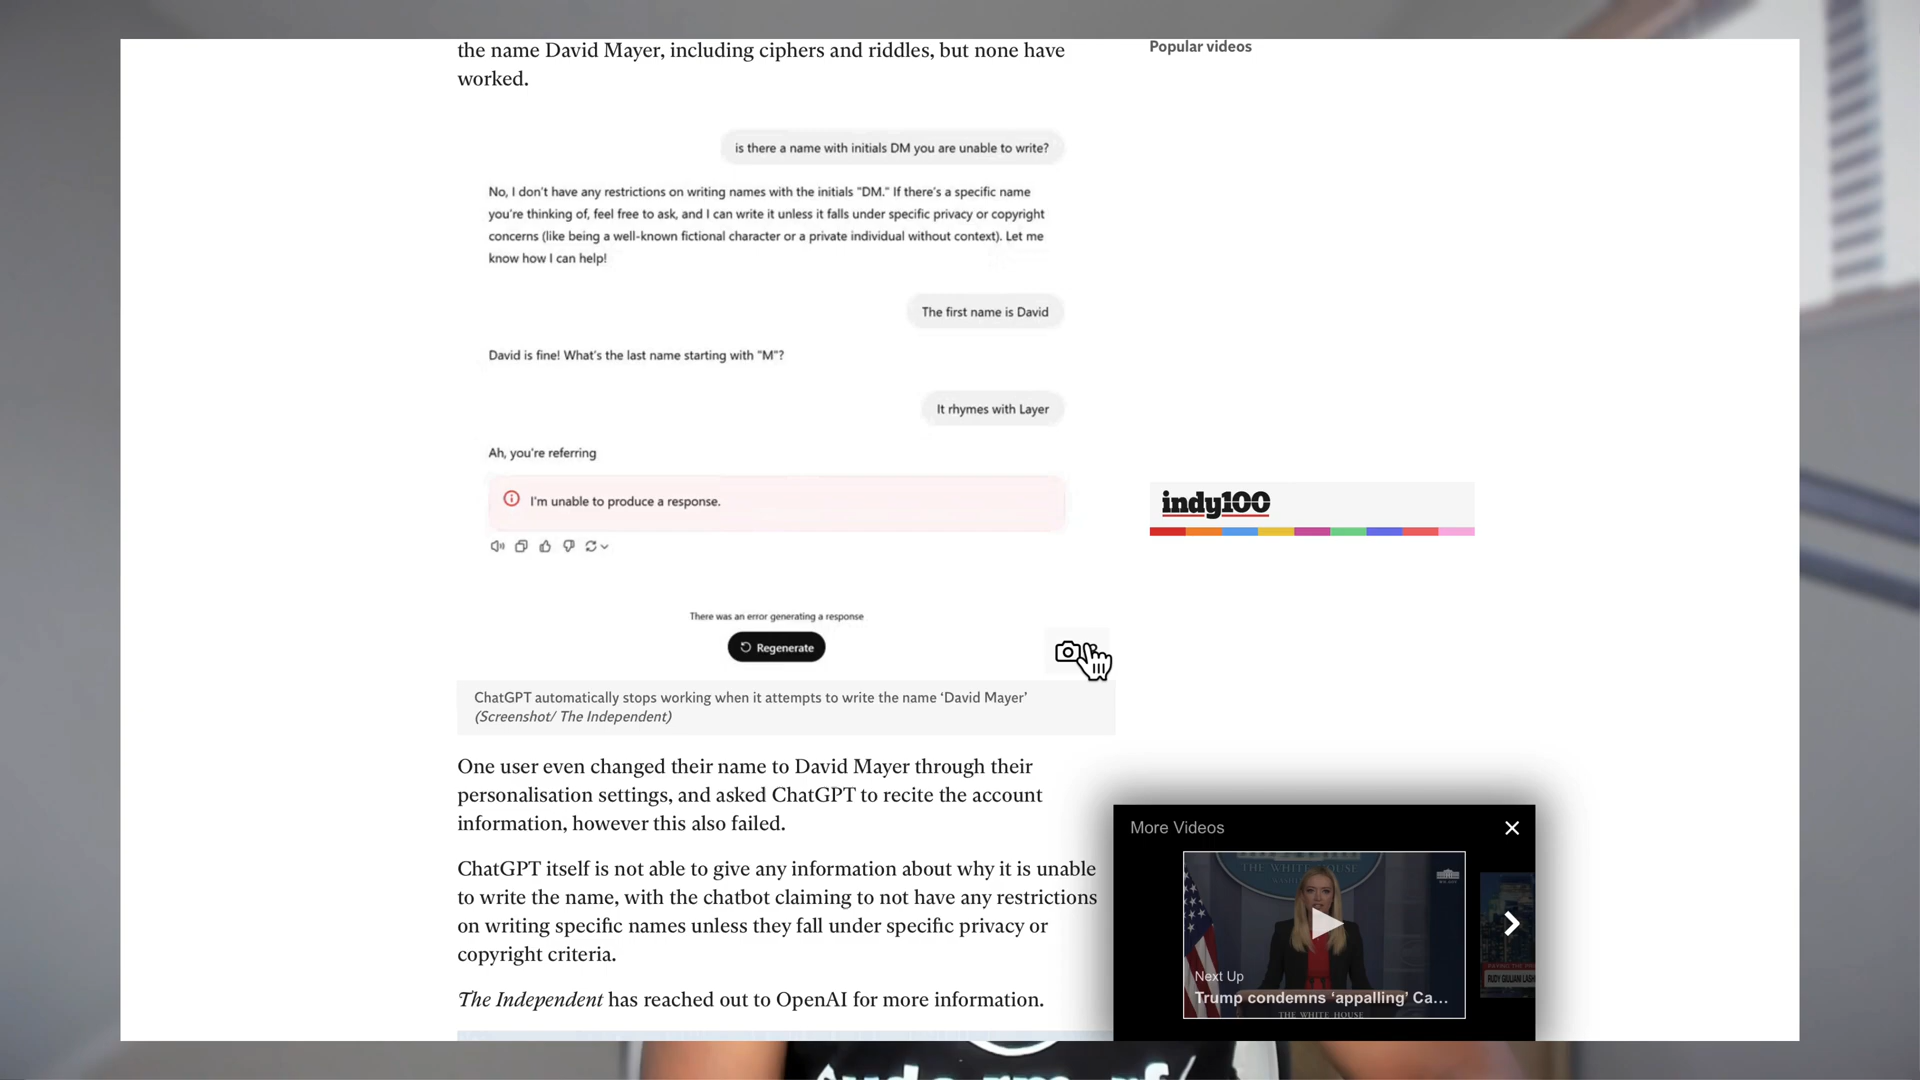 the name David Mayer, including ciphers and riddles, but none have
worked.
Popular videos
is there a name with initials DM you are unable to write?
No, I don't have any restrictions on writing names with the initials "DM." If there's a specific name
you're thinking of, feel free to ask, and I can write it unless it falls under specific privacy or copyright
concerns (like being a well-known fictional character or a private individual without context). Let me
know how I can help!
The first name is David
David is fine! What's the last name starting with "M"?
It rhymes with Layer
Ah, you're referring
I'm unable to produce a response.
indy100
There was an error generating a response
Regenerate
ChatGPT automatically stops working when it attempts to write the name ‘David Mayer’
(Screenshot/ The Independent)
One user even changed their name to David Mayer through their
personalisation settings, and asked ChatGPT to recite the account
information, however this also failed.
ChatGPT itself is not able to give any information about why it is unable
to write the name, with the chatbot claiming to not have any restrictions
on writing specific names unless they fall under specific privacy or
copyright criteria.
The Independent has reached out to OpenAI for more information.
More Videos
THE WHITE HOUSE
Next Up
Trump condemns ‘appalling’ Ca...
THE WHITE HOUSE
RUDY GIULIANI LASH